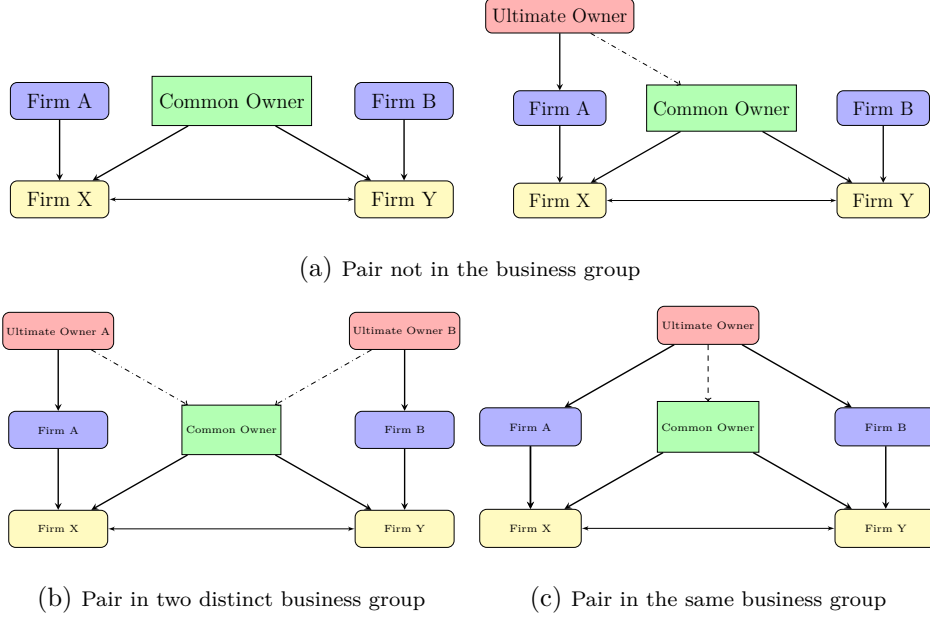 Ultimate Owner
Firm A
Common Owner
Firm B
Firm A
Common Owner
Firm B
Firm X
Firm Y
Firm X
Firm Y
(a) Pair not in the business group
Ultimate Owner A
Ultimate Owner B
Ultimate Owner
Firm A
Common Owner
Firm B
Firm A
Common Owner
Firm B
Firm X
Firm Y
Firm X
Firm Y
(b) Pair in two distinct business group
(c) Pair in the same business group